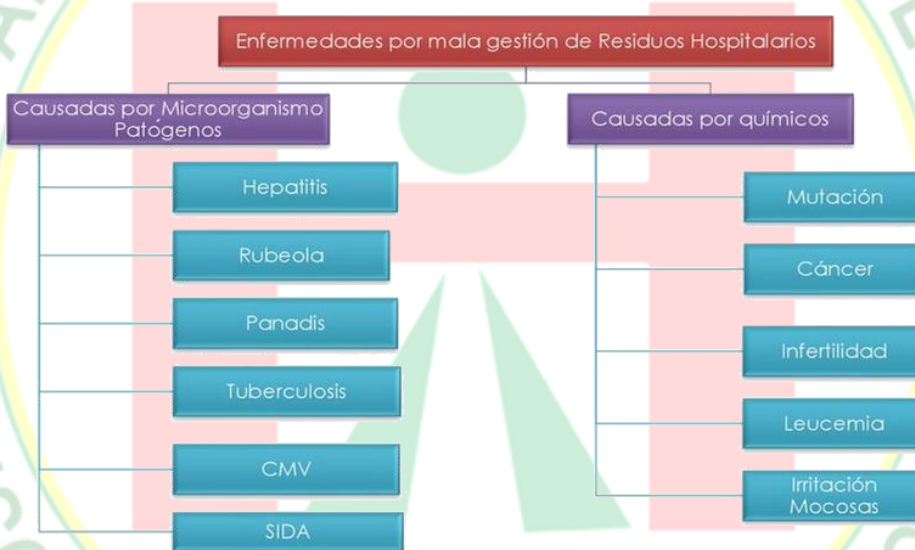 Enfermedades por mala gestión de Residuos Hospitalarios
Causadas por Microorganismo
Patógenos
Hepatitis
Rubeola
Panadis
Tuberculosis
CMV
SIDA
Causadas por químicos
Mutación
Cáncer
Infertilidad
Leucemia
Irritación
Mocosas